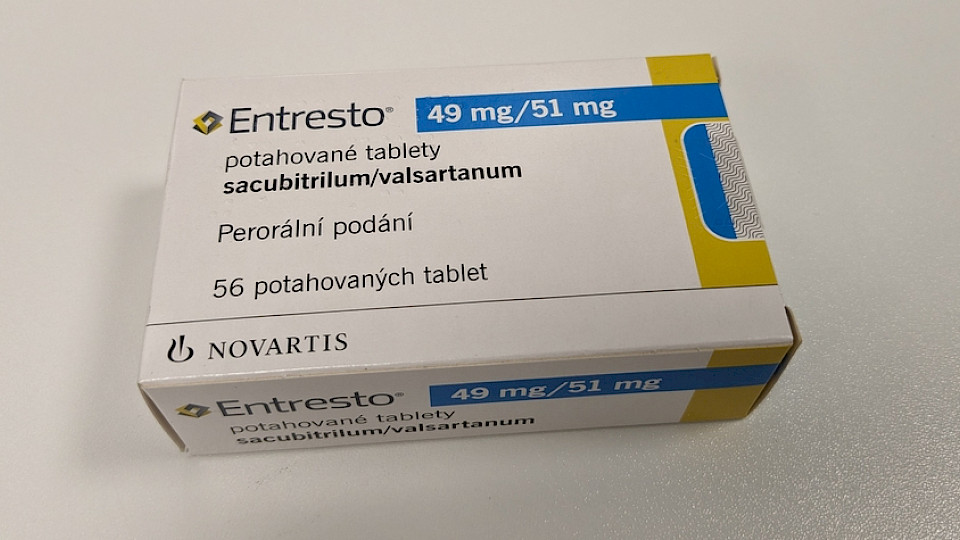 Entresto® 49 mg/51 mg
potahované tablety
sacubitrilum/valsartanum
Perorální podání
56 potahovaných tablet
NOVARTIS
Entresto® 49 mg/51 mg
potahované tablety
sacubitrilum/valsartanum